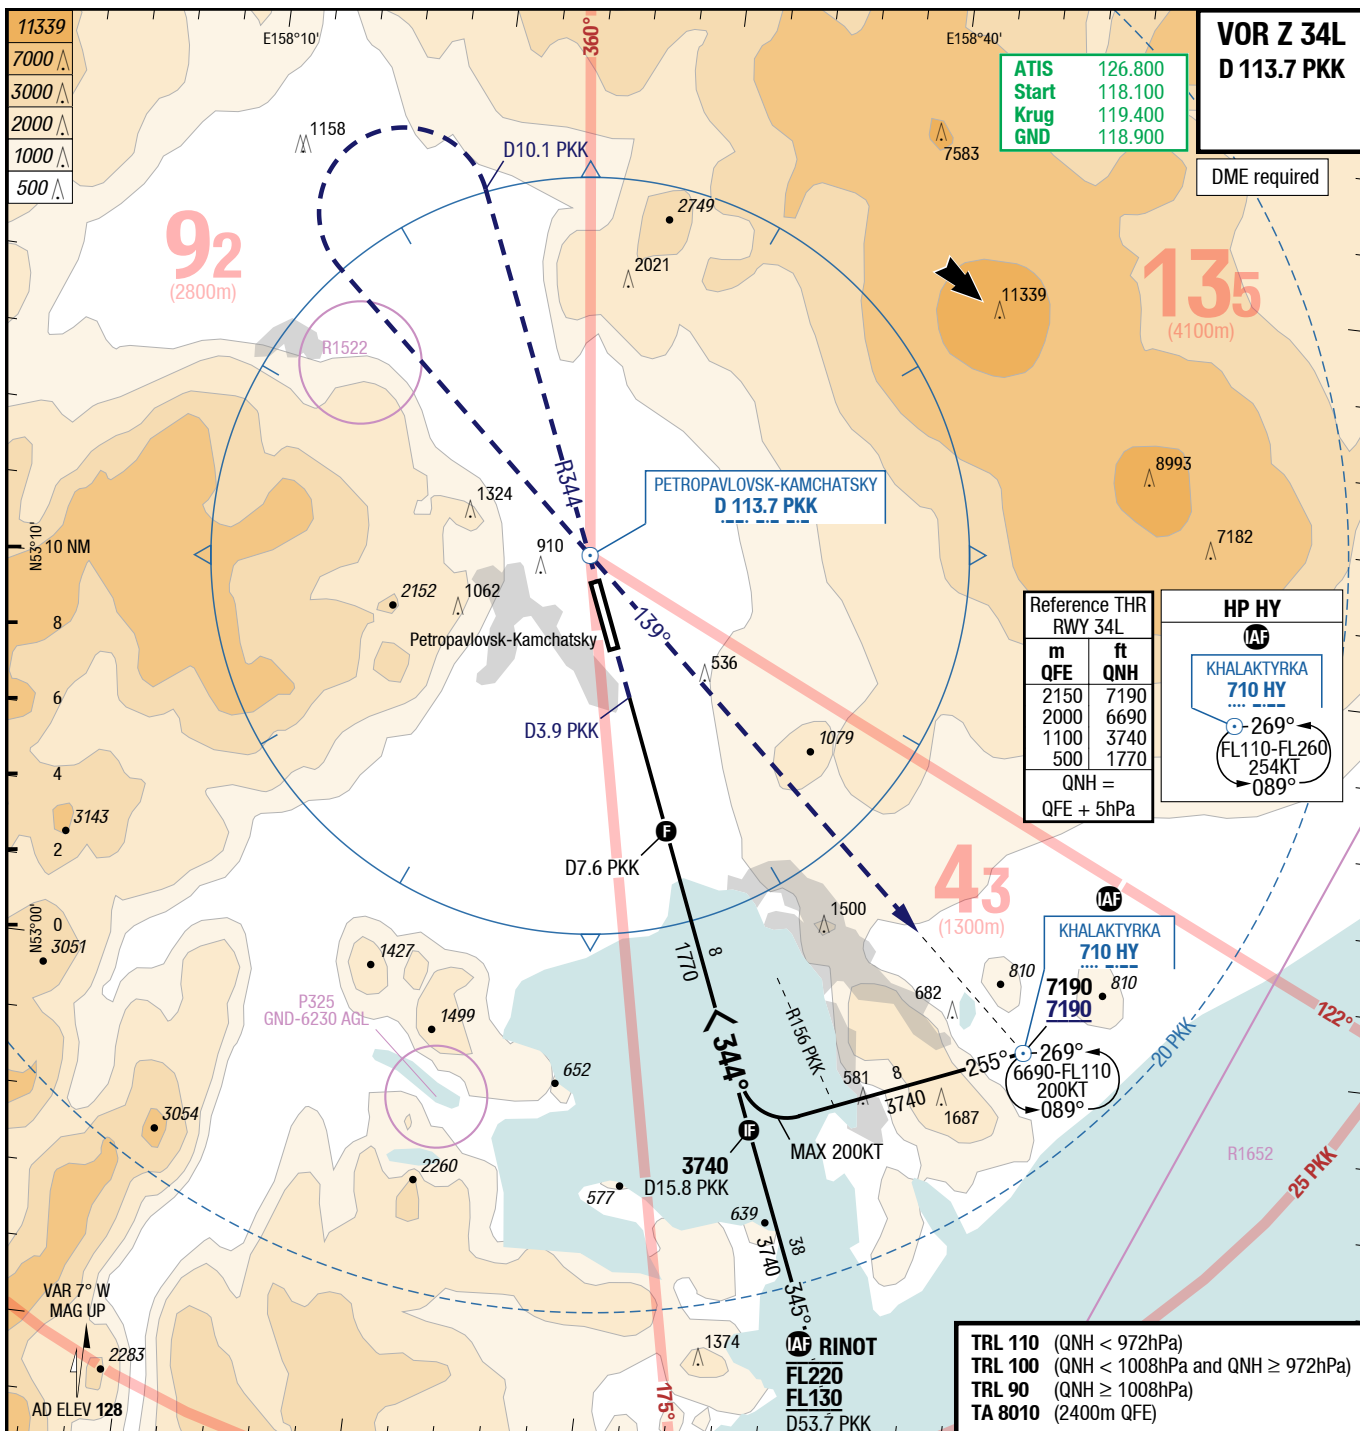 11339
7000
3000
2000
1000
500
E158°10'
360°
E158°40'
VOR Z 34L
D 113.7 PKK
ATIS 126.800
Start 118.100
Krug 119.400
GND 118.900
DME required
1158
D10.1 PKK
7583
2749
92
(2800m)
2021
135
(4100m)
11339
R1522
8993
R344
PETROPAVLOVSK-KAMCHATSKY
D 113.7 PKK
1324
910
7182
N53°10'
10 NM
2152
1062
Petropavlovsk-Kamchatsky
139°
536
Reference THR
RWY 34L
m ft
QFE QNH
2150 7190
2000 6690
1100 3740
500 1770
QNH =
QFE + 5hPa
HP HY
IAF
KHALAKTYRKA
710 HY
269°
FL110-FL260
254KT
089°
8
6
D3.9 PKK
1079
4
3143
2
F
D7.6 PKK
43
(1300m)
IAF
1500
KHALAKTYRKA
710 HY
0
N53°00'
3051
1427
8
1770
810
7190
7190
810
682
P325
GND-6230 AGL
1499
R156 PKK
122°
20 PKK
344°
652
581
8
3740
255°
269°
6690-FL110
200KT
089°
1687
3054
IF
MAX 200KT
3740
D15.8 PKK
2260
577
639
R1652
25 PKK
38
3740
345°
VAR 7° W
MAG UP
2283
AD ELEV 128
1374
175°
IAF RINOT
FL220
FL130
D53.7 PKK
TRL 110 (QNH < 972hPa)
TRL 100 (QNH < 1008hPa and QNH ≥ 972hPa)
TRL 90 (QNH ≥ 1008hPa)
TA 8010 (2400m QFE)